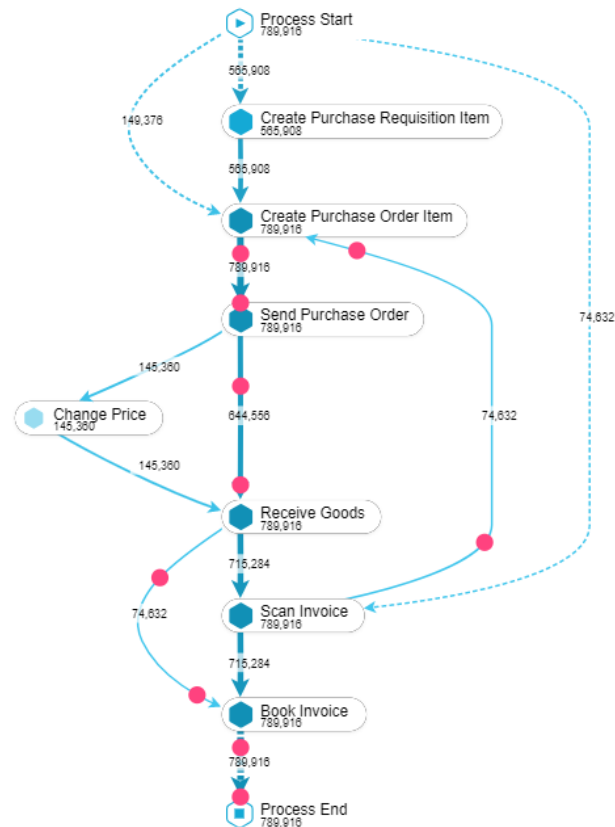 Process Start
789,916
565,908
149,376
Create Purchase Requisition Item
565,908
565,908
Create Purchase Order Item
789,916
789,916
Send Purchase Order
789,916
74,632
145,360
Change Price
145,360
644,556
74,632
145,360
Receive Goods
789,916
715,284
74,632
Scan Invoice
789,916
715,284
Book Invoice
789,916
789,916
Process End
789,916